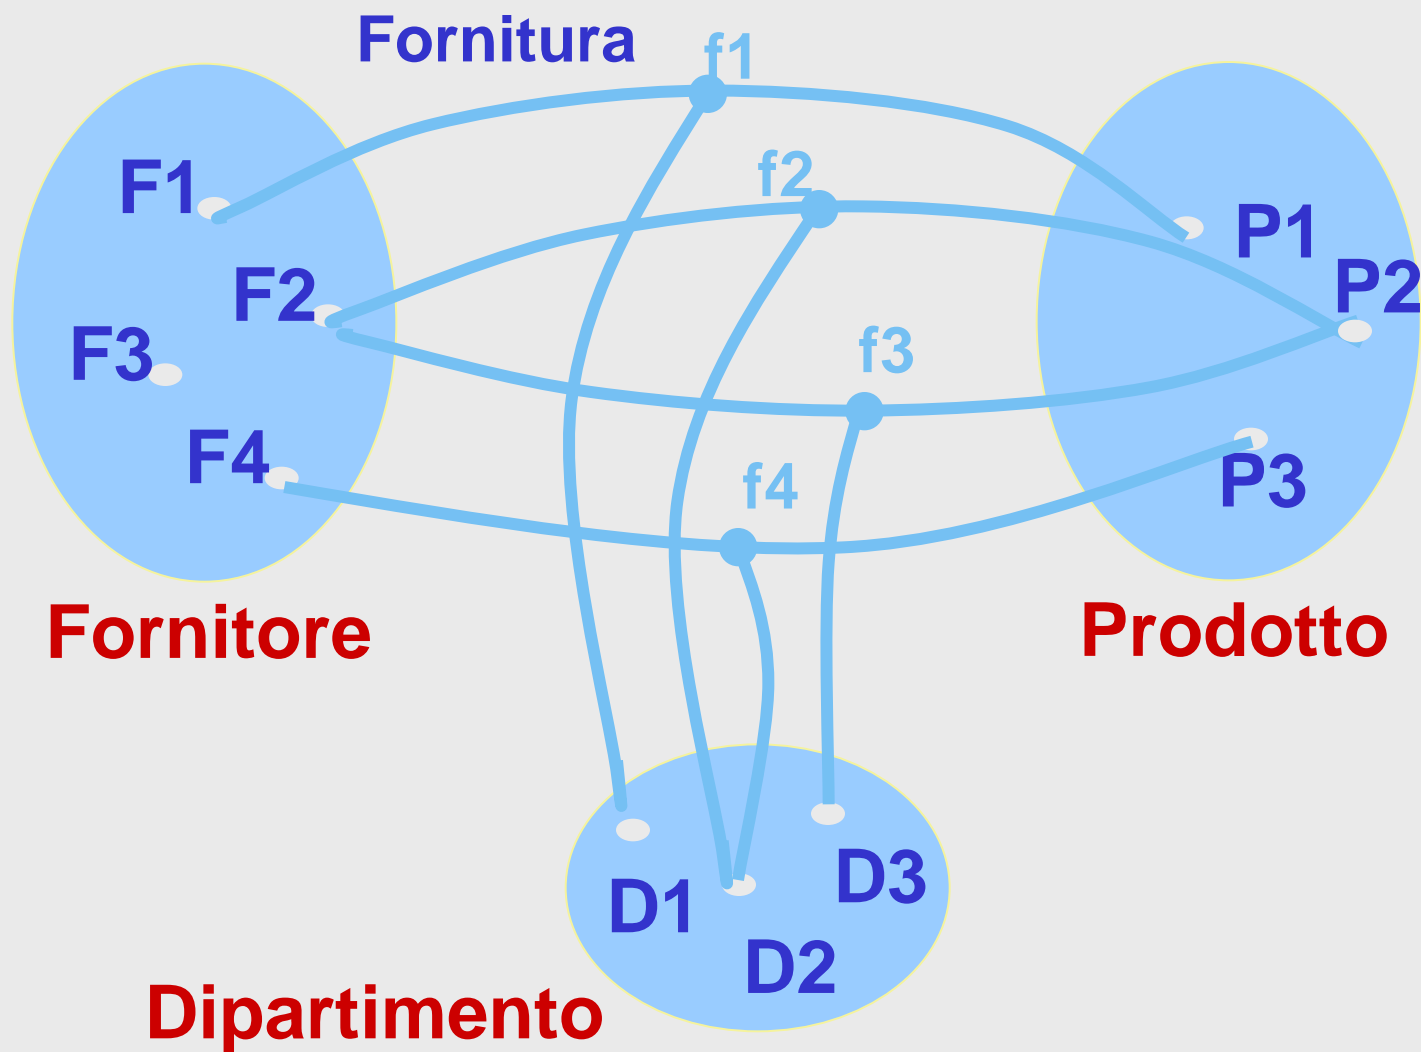 Fornitura
f1
f2
F1
P1
F2
P2
F3
f3
F4
P3
f4
Fornitore
Prodotto
D1
D3
D2
Dipartimento